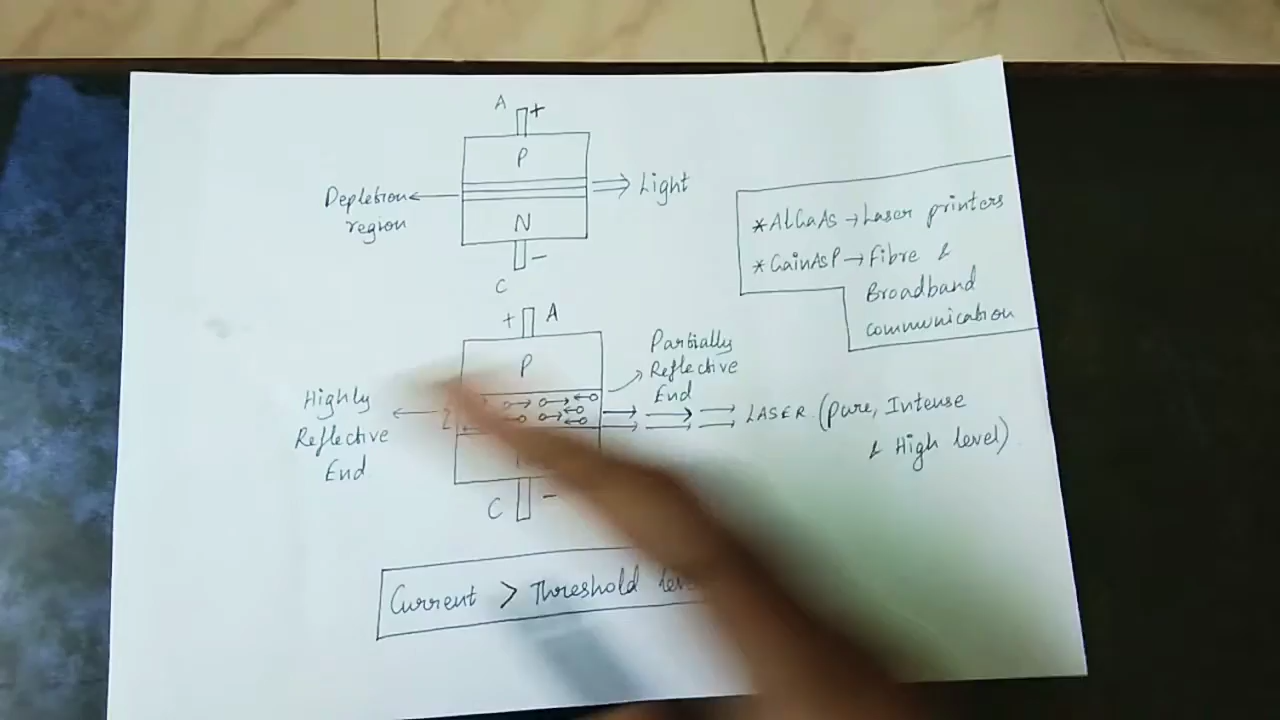 A +
P
Depletion
region
Light
N
-
C
*AlGaAs → Laser printers
*GainAsP → Fibre &
Broadband
communication
+ A
P
Partially
Reflective
End
Highly
Reflective
End
LASER (pure, Intense
& High level)
C -
Current > Threshold